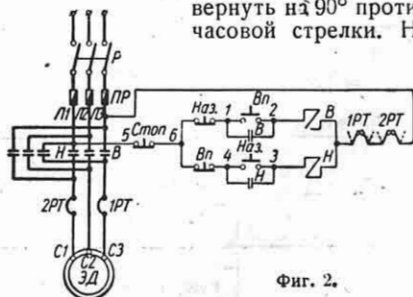 вернуть на 90° проти
часовой стрелки. Н
Р
Л1 Л2 Л3 ПР
Наз. 1 Вп 2 В
В
1РТ 2РТ
Н В 5 Стоп 6
Вп 4 Наз. 3 Н
Н
2РТ 1РТ
С1 С2 С3
ЭД
Фиг. 2.